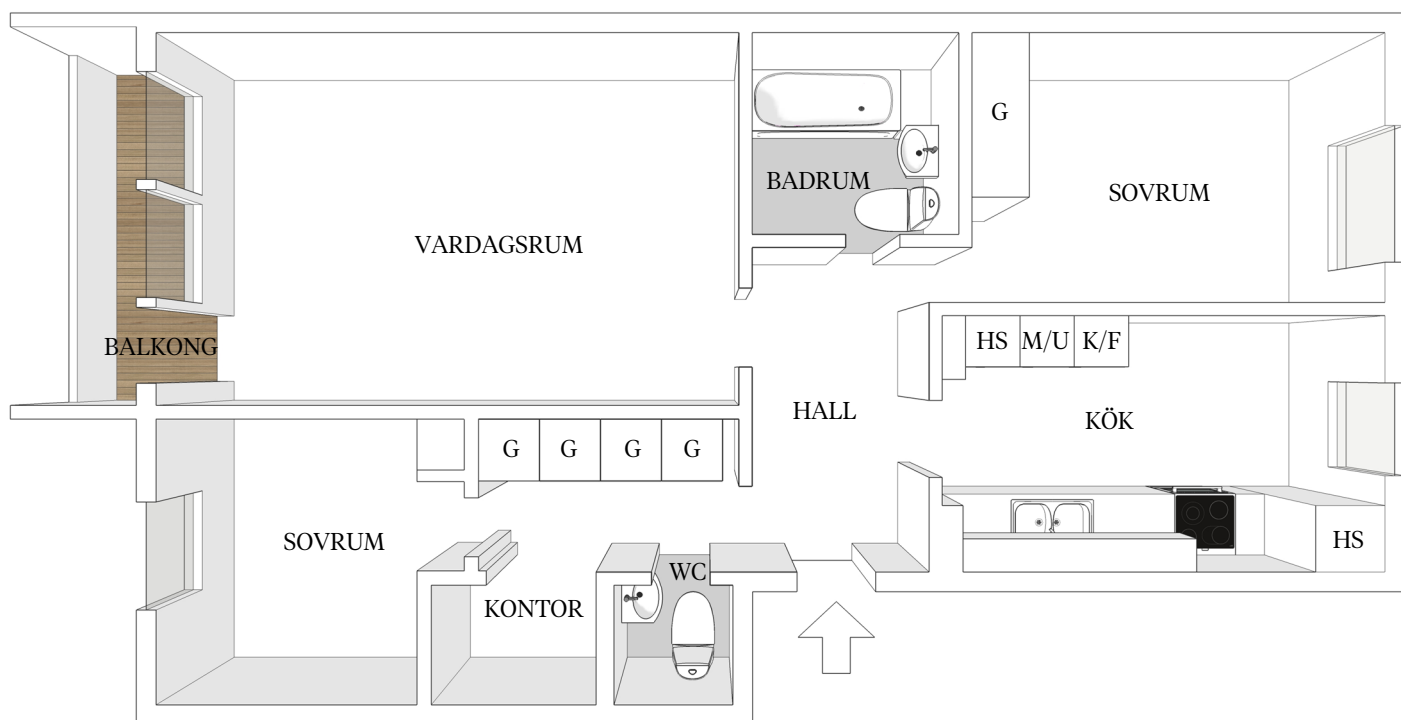 G
BADRUM
SOVRUM
VARDAGSRUM
BALKONG
HS
M/U
K/F
HALL
KÖK
G
G
G
G
SOVRUM
HS
WC
KONTOR